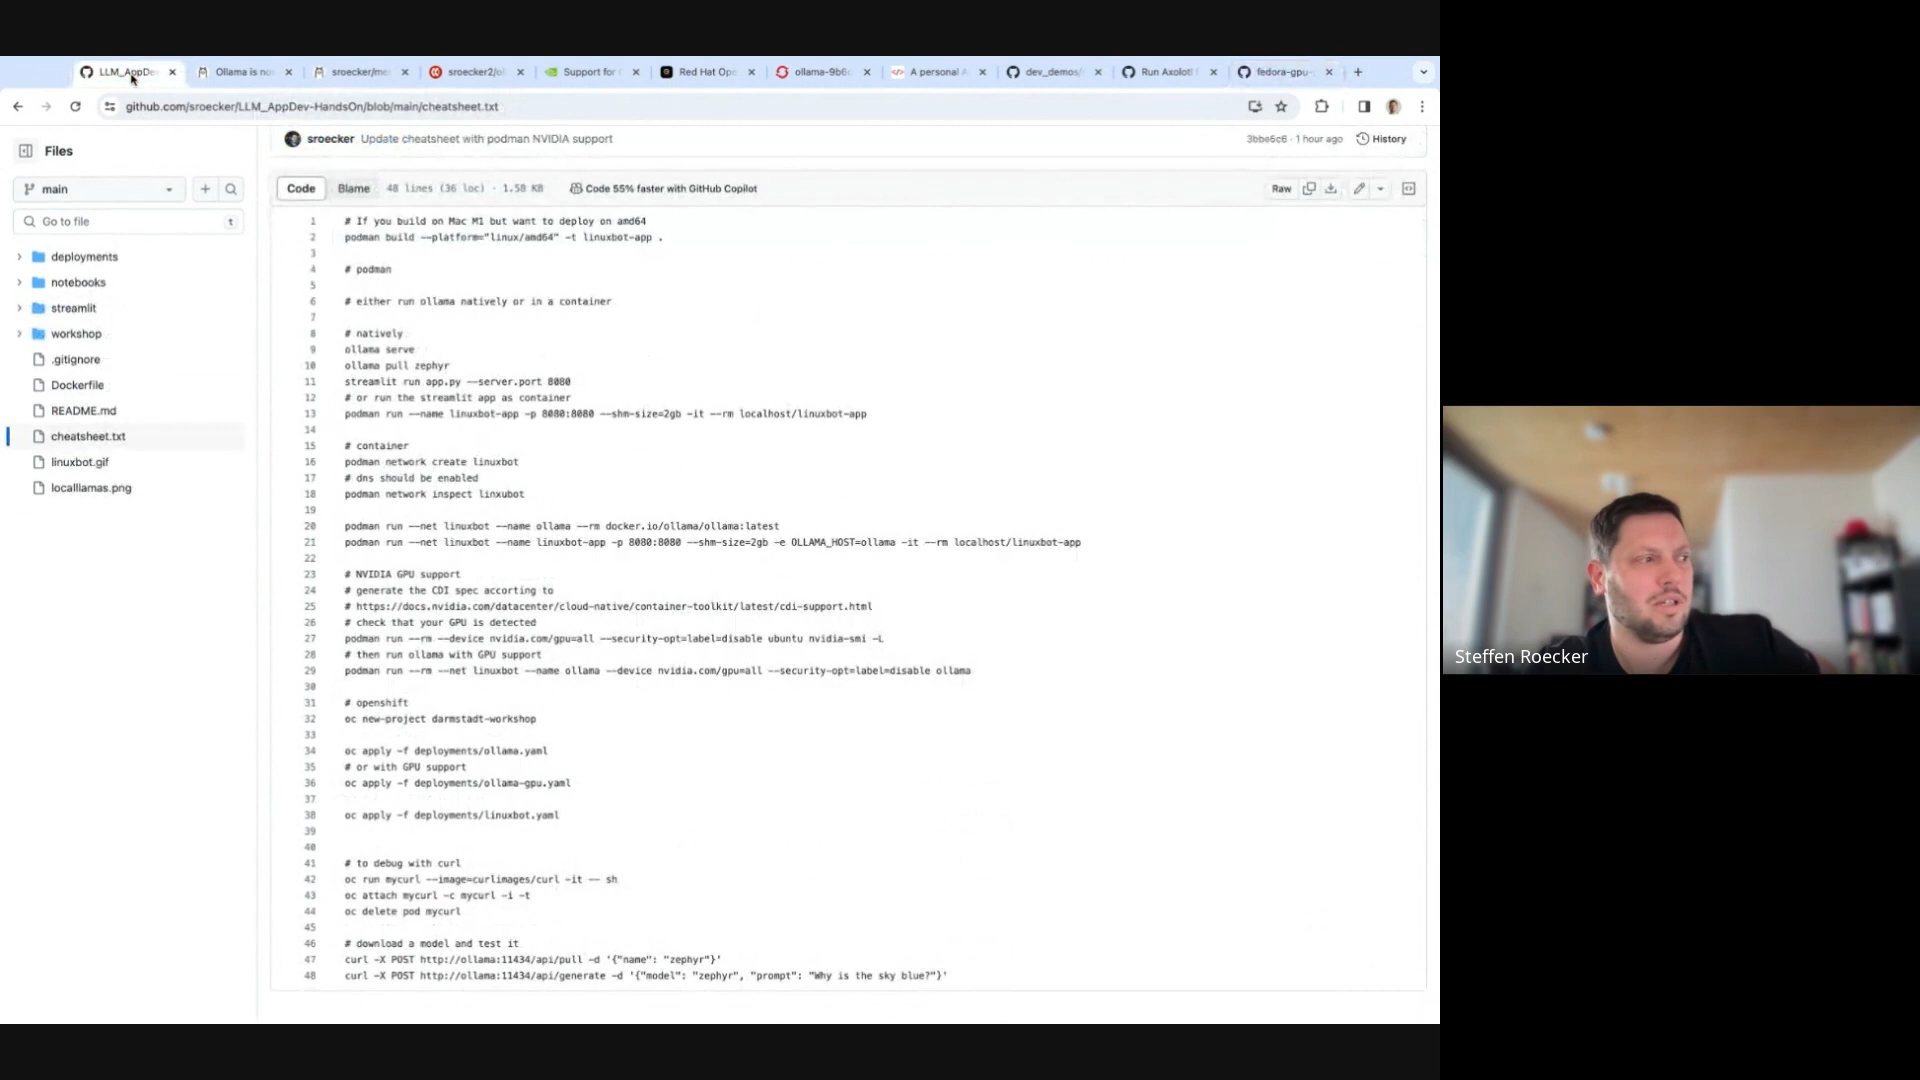 LLM_AppDe
Ollama is no
sroecker/me
sroecker2/ol
Support for
Red Hat Ope
ollama-9b6
A personal A
dev_demos/
Run Axolotl
fedora-gpu-
github.com/sroecker/LLM_AppDev-HandsOn/blob/main/cheatsheet.txt
Files
sroecker Update cheatsheet with podman NVIDIA support
3bbe5c6 · 1 hour ago
History
main
Code
Blame
48 lines (36 loc) · 1.58 KB
Code 55% faster with GitHub Copilot
Raw
Go to file
t
deployments
notebooks
streamlit
workshop
.gitignore
Dockerfile
README.md
cheatsheet.txt
linuxbot.gif
localllamas.png
1 # If you build on Mac M1 but want to deploy on amd64
2 podman build --platform="linux/amd64" -t linuxbot-app .
3
4 # podman
5
6 # either run ollama natively or in a container
7
8 # natively
9 ollama serve
10 ollama pull zephyr
11 streamlit run app.py --server.port 8080
12 # or run the streamlit app as container
13 podman run --name linuxbot-app -p 8080:8080 --shm-size=2gb -it --rm localhost/linuxbot-app
14
15 # container
16 podman network create linuxbot
17 # dns should be enabled
18 podman network inspect linxubot
19
20 podman run --net linuxbot --name ollama --rm docker.io/ollama/ollama:latest
21 podman run --net linuxbot --name linuxbot-app -p 8080:8080 --shm-size=2gb -e OLLAMA_HOST=ollama -it --rm localhost/linuxbot-app
22
23 # NVIDIA GPU support
24 # generate the CDI spec accorting to
25 # https://docs.nvidia.com/datacenter/cloud-native/container-toolkit/latest/cdi-support.html
26 # check that your GPU is detected
27 podman run --rm --device nvidia.com/gpu=all --security-opt=label=disable ubuntu nvidia-smi -L
28 # then run ollama with GPU support
29 podman run --rm --net linuxbot --name ollama --device nvidia.com/gpu=all --security-opt=label=disable ollama
30
31 # openshift
32 oc new-project darmstadt-workshop
33
34 oc apply -f deployments/ollama.yaml
35 # or with GPU support
36 oc apply -f deployments/ollama-gpu.yaml
37
38 oc apply -f deployments/linuxbot.yaml
39
40
41 # to debug with curl
42 oc run mycurl --image=curlimages/curl -it -- sh
43 oc attach mycurl -c mycurl -i -t
44 oc delete pod mycurl
45
46 # download a model and test it
47 curl -X POST http://ollama:11434/api/pull -d '{"name": "zephyr"}'
48 curl -X POST http://ollama:11434/api/generate -d '{"model": "zephyr", "prompt": "Why is the sky blue?"}'
Steffen Roecker